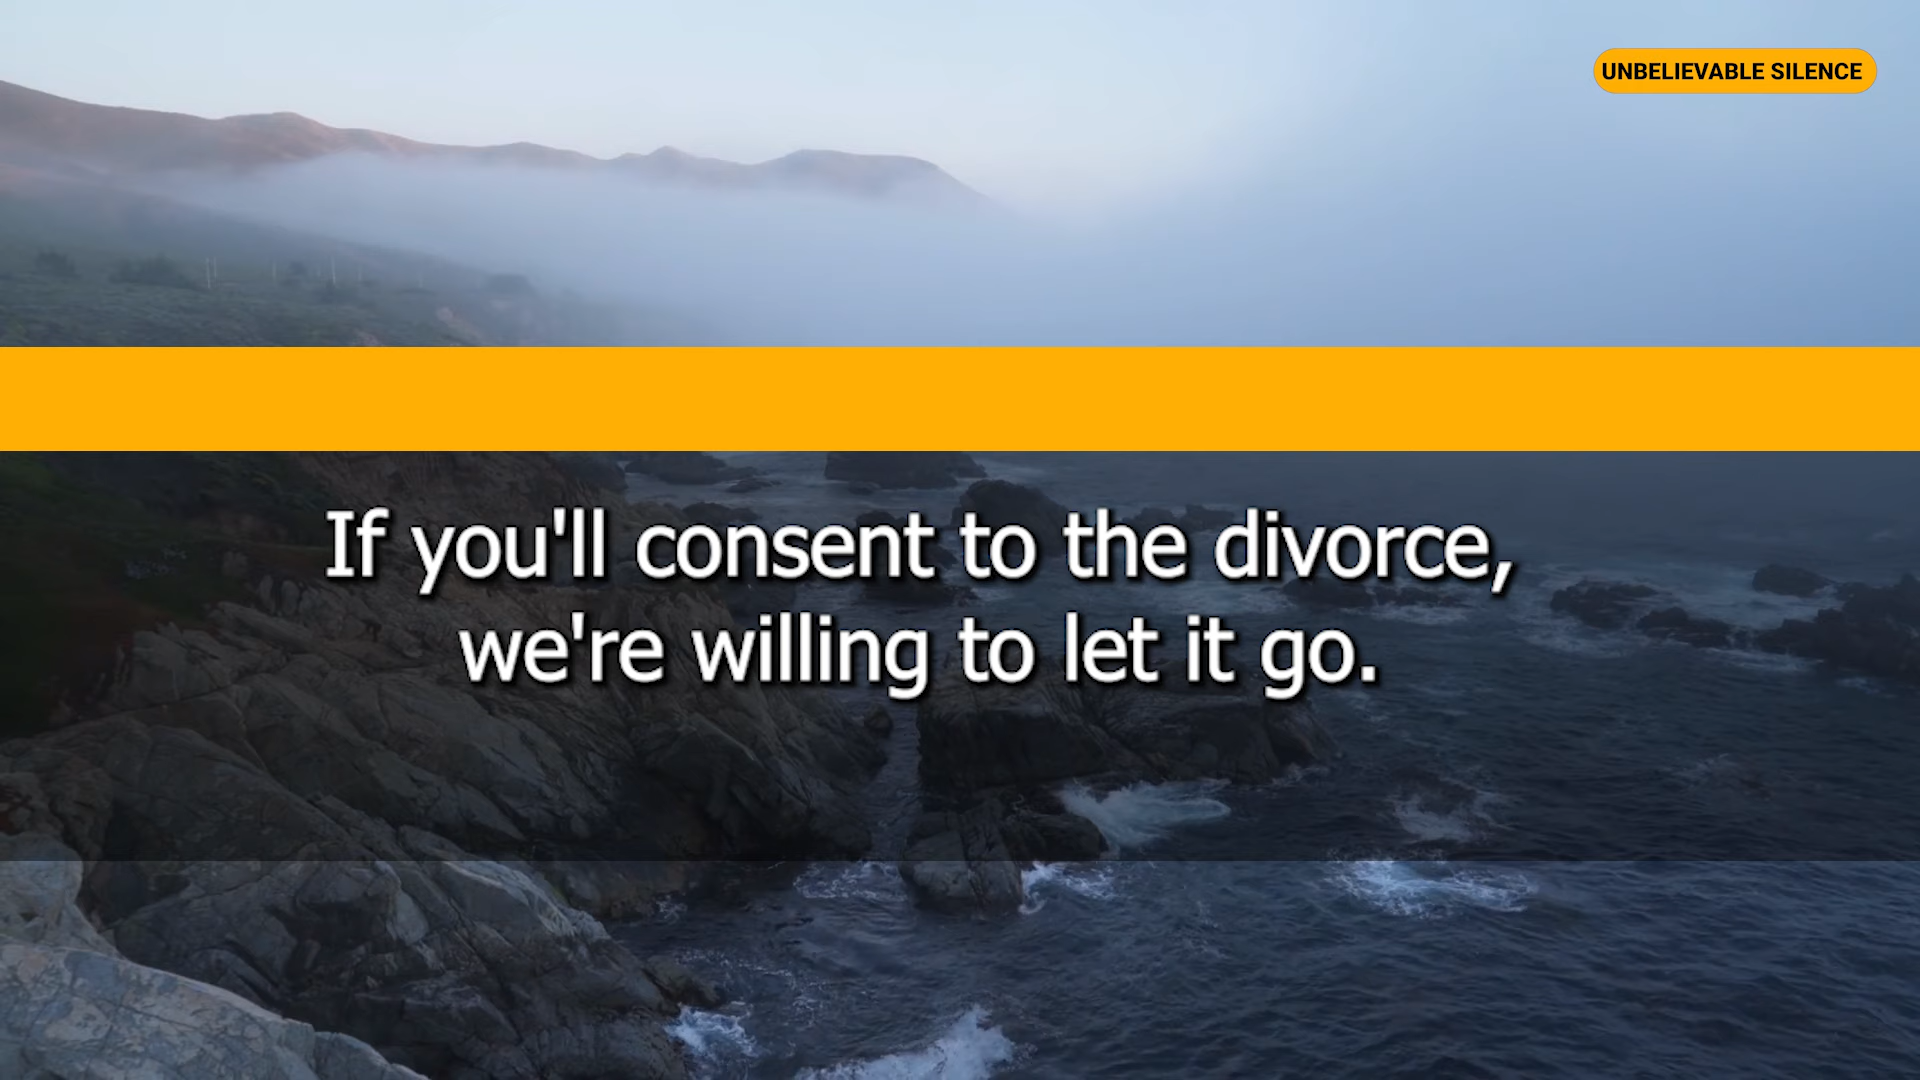 UNBELIEVABLE SILENCE
If you'll consent to the divorce,
we're willing to let it go.